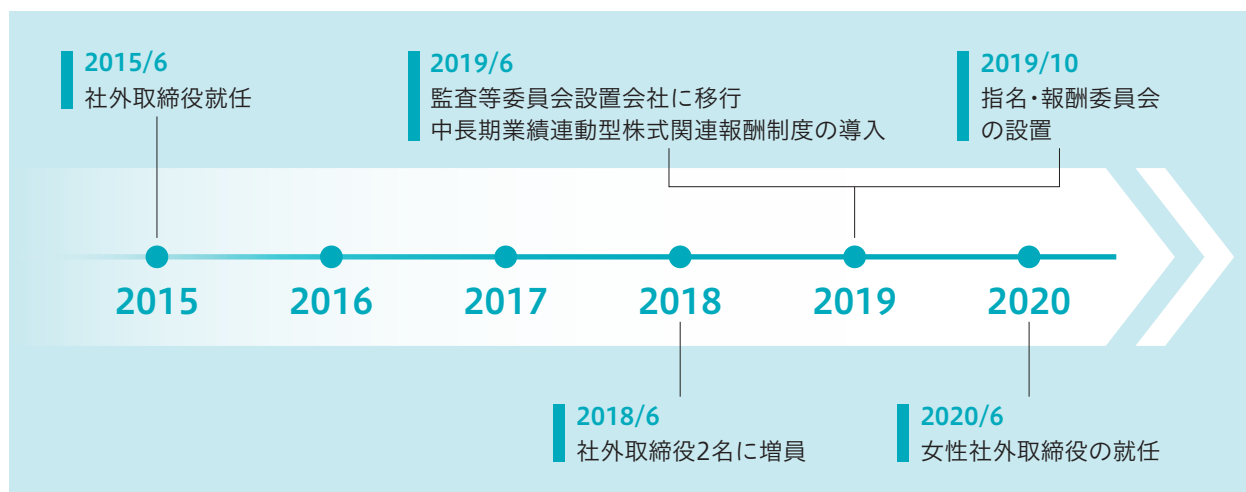 2015/6
社外取締役就任
2019/6
監査等委員会設置会社に移行
中長期業績連動型株式関連報酬制度の導入
2019/10
指名・報酬委員会
の設置
2015
2016
2017
2018
2019
2020
2018/6
社外取締役2名に増員
2020/6
女性社外取締役の就任